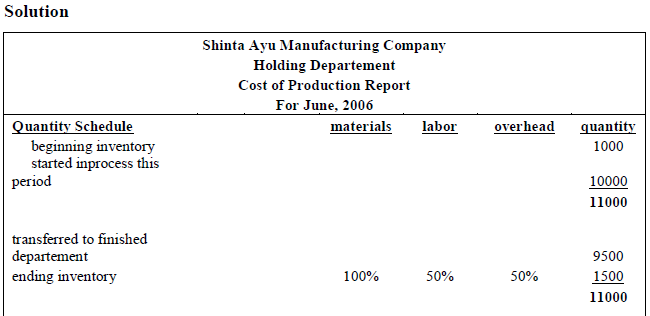 Solution
Shinta Ayu Manufacturing Company
Holding Departement
Cost of Production Report
For June, 2006
Quantity Schedule materials labor overhead quantity
beginning inventory 1000
started inprocess this
period 10000
11000
transferred to finished
departement 9500
ending inventory 100% 50% 50% 1500
11000